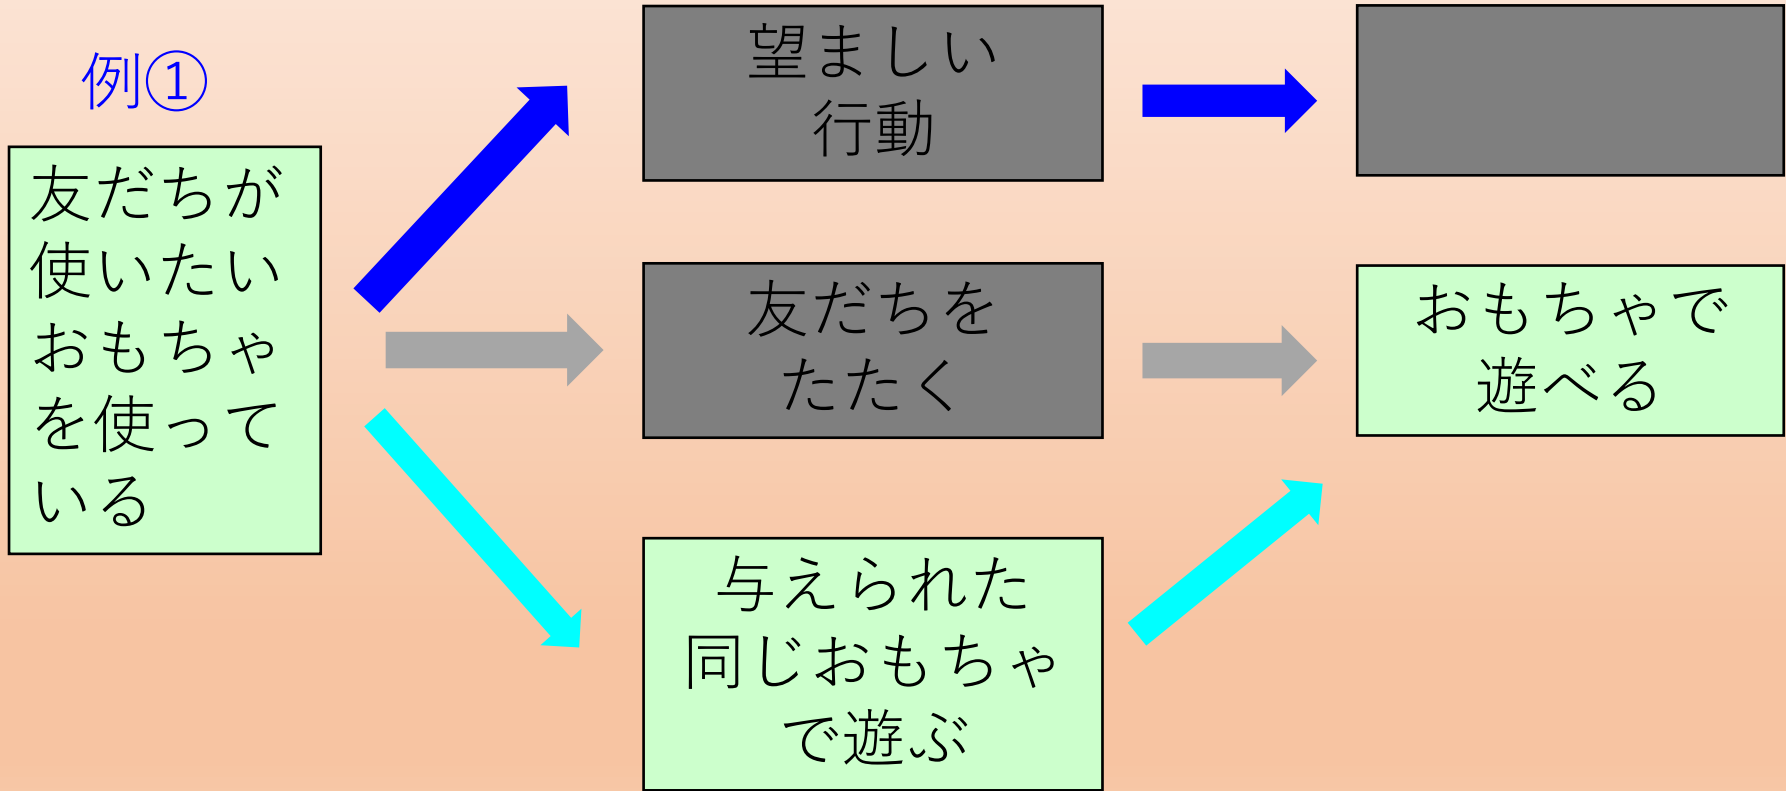 例①
友だちが
使いたい
おもちゃ
を使って
いる
望ましい
行動
友だちを
たたく
おもちゃで
遊べる
与えられた
同じおもちゃ
で遊ぶ